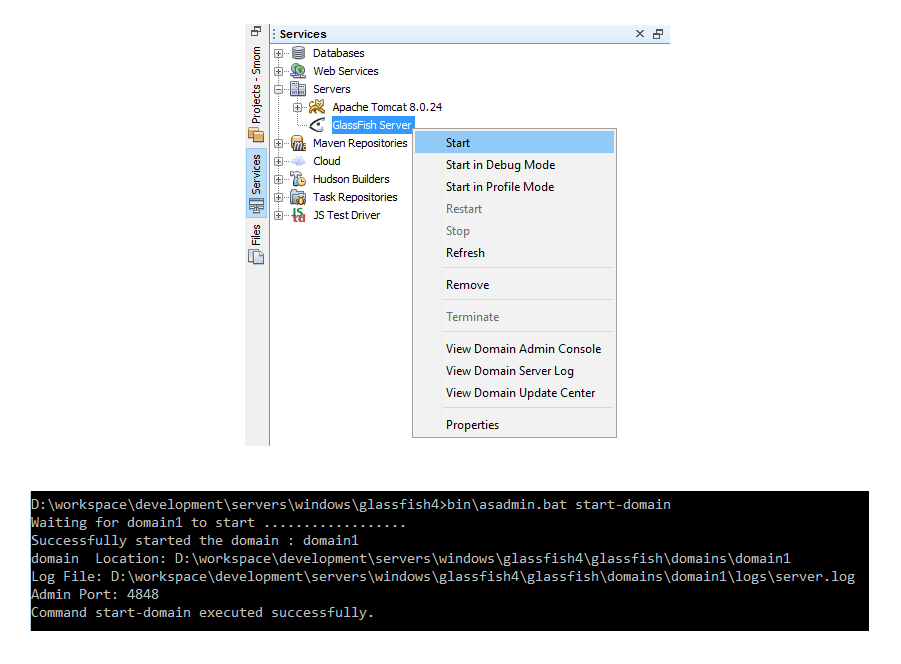 Services
Projects - Smom
Services
Files
Databases
Web Services
Servers
Apache Tomcat 8.0.24
GlassFish Server
Maven Repositories
Cloud
Hudson Builders
Task Repositories
JS Test Driver
Start
Start in Debug Mode
Start in Profile Mode
Restart
Stop
Refresh
Remove
Terminate
View Domain Admin Console
View Domain Server Log
View Domain Update Center
Properties
D:\workspace\development\servers\windows\glassfish4>bin\asadmin.bat start-domain
Waiting for domain1 to start ..................
Successfully started the domain : domain1
domain  Location: D:\workspace\development\servers\windows\glassfish4\glassfish\domains\domain1
Log File: D:\workspace\development\servers\windows\glassfish4\glassfish\domains\domain1\logs\server.log
Admin Port: 4848
Command start-domain executed successfully.